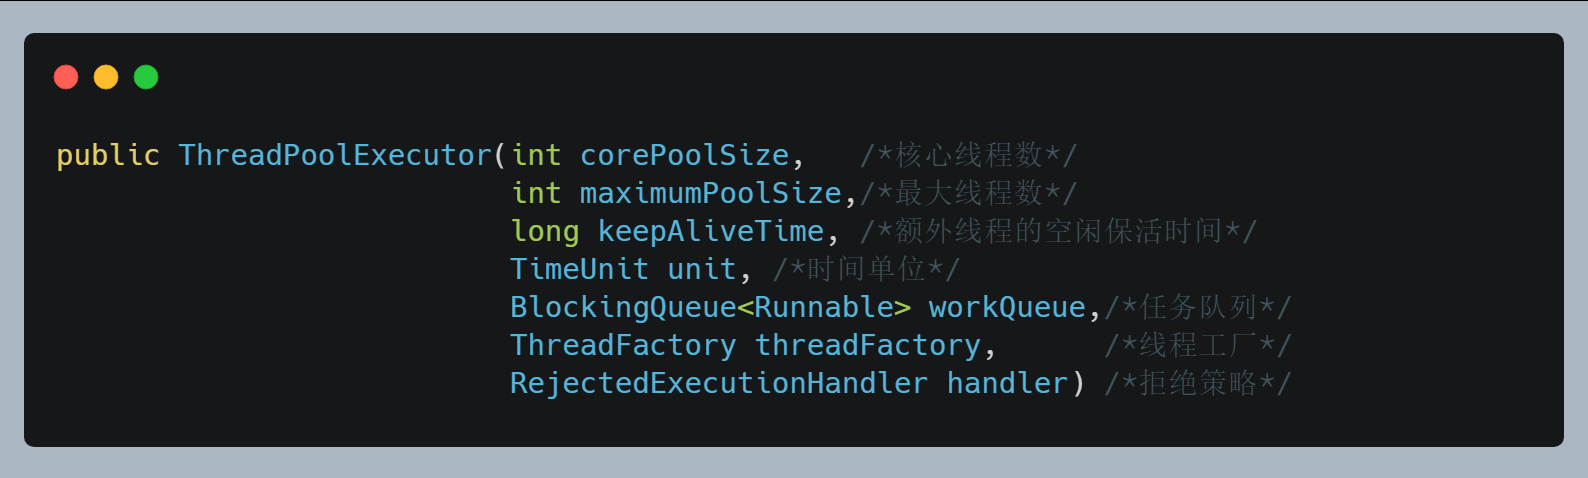 public ThreadPoolExecutor(int corePoolSize,   /*核心线程数*/
                          int maximumPoolSize,/*最大线程数*/
                          long keepAliveTime, /*额外线程的空闲保活时间*/
                          TimeUnit unit, /*时间单位*/
                          BlockingQueue<Runnable> workQueue,/*任务队列*/
                          ThreadFactory threadFactory,      /*线程工厂*/
                          RejectedExecutionHandler handler) /*拒绝策略*/